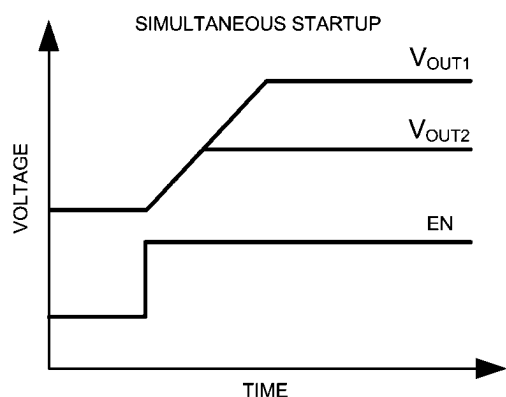 SIMULTANEOUS STARTUP
VOUT1
VOUT2
EN
VOLTAGE
TIME